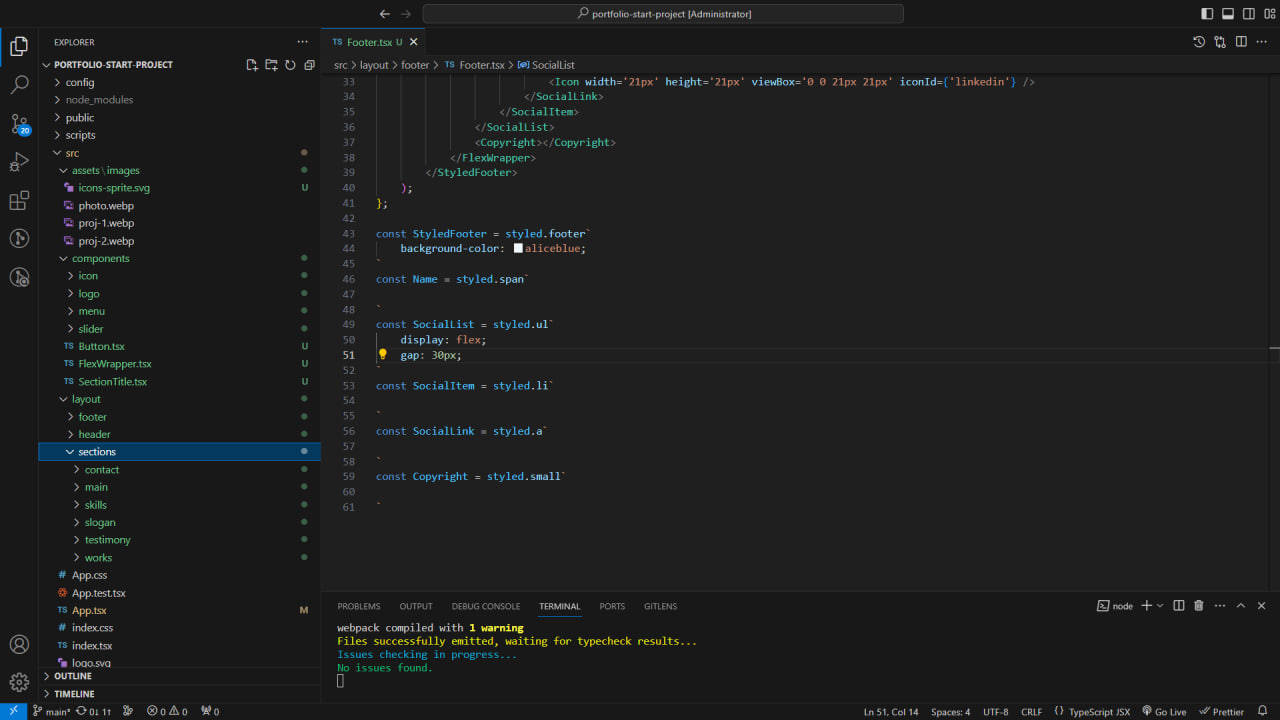 portfolio-start-project [Administrator]
EXPLORER
PORTFOLIO-START-PROJECT
config
node_modules
public
scripts
src
assets\images
icons-sprite.svg U
photo.webp
proj-1.webp
proj-2.webp
components
icon
logo
menu
slider
Button.tsx U
FlexWrapper.tsx U
SectionTitle.tsx U
layout
footer
header
sections
contact
main
skills
slogan
testimony
works
App.css
App.test.tsx
App.tsx M
index.css
index.tsx
logo.svg
OUTLINE
TIMELINE
20
TS Footer.tsx U
src > layout > footer > TS Footer.tsx > SocialList
33 <Icon width='21px' height='21px' viewBox='0 0 21px 21px' iconId={'linkedin'} />
34 </SocialLink>
35 </SocialItem>
36 </SocialList>
37 <Copyright></Copyright>
38 </FlexWrapper>
39 </StyledFooter>
40 );
41 };
42
43 const StyledFooter = styled.footer`
44 background-color: aliceblue;
45 `
46 const Name = styled.span`
47
48 `
49 const SocialList = styled.ul`
50 display: flex;
51 gap: 30px;
52 `
53 const SocialItem = styled.li`
54
55 `
56 const SocialLink = styled.a`
57
58 `
59 const Copyright = styled.small`
60
61 `
PROBLEMS OUTPUT DEBUG CONSOLE TERMINAL PORTS GITLENS
node
webpack compiled with 1 warning
Files successfully emitted, waiting for typecheck results...
Issues checking in progress...
No issues found.
main* 0↓ 1↑ 0 0 0
Ln 51, Col 14 Spaces: 4 UTF-8 CRLF {} TypeScript JSX Go Live Prettier